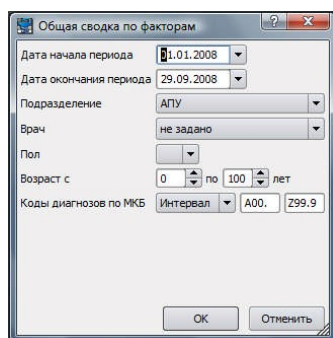 Общая сводка по факторам
Дата начала периода 01.01.2008
Дата окончания периода 29.09.2008
Подразделение АПУ
Врач не задано
Пол
Возраст с 0 по 100 лет
Коды диагнозов по МКБ Интервал A00. Z99.9
OK Отменить